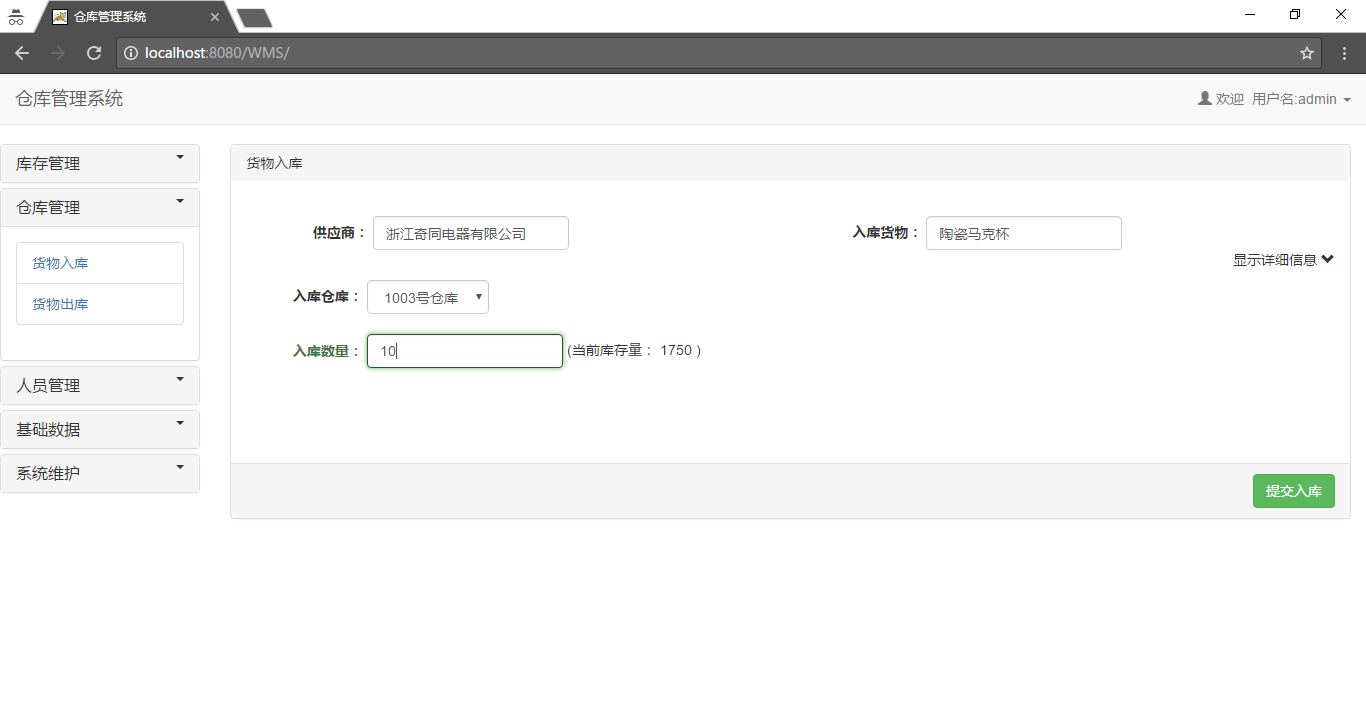 仓库管理系统
localhost:8080/WMS/
仓库管理系统
欢迎 用户名:admin
库存管理
仓库管理
货物入库
货物出库
人员管理
基础数据
系统维护
货物入库
供应商： 浙江奇同电器有限公司
入库货物： 陶瓷马克杯
显示详细信息
入库仓库： 1003号仓库
入库数量： 10 (当前库存量： 1750 )
提交入库